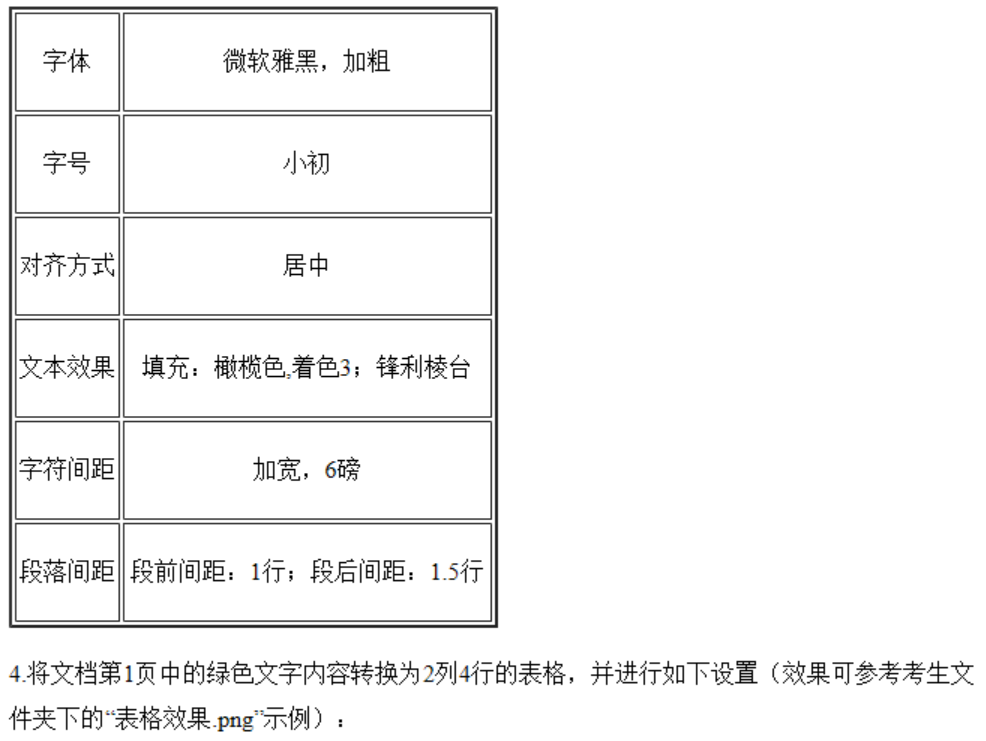 字体 微软雅黑，加粗
字号 小初
对齐方式 居中
文本效果 填充：橄榄色,着色3；锋利棱台
字符间距 加宽，6磅
段落间距 段前间距：1行；段后间距：1.5行
4.将文档第1页中的绿色文字内容转换为2列4行的表格，并进行如下设置（效果可参考考生文
件夹下的“表格效果.png”示例）：